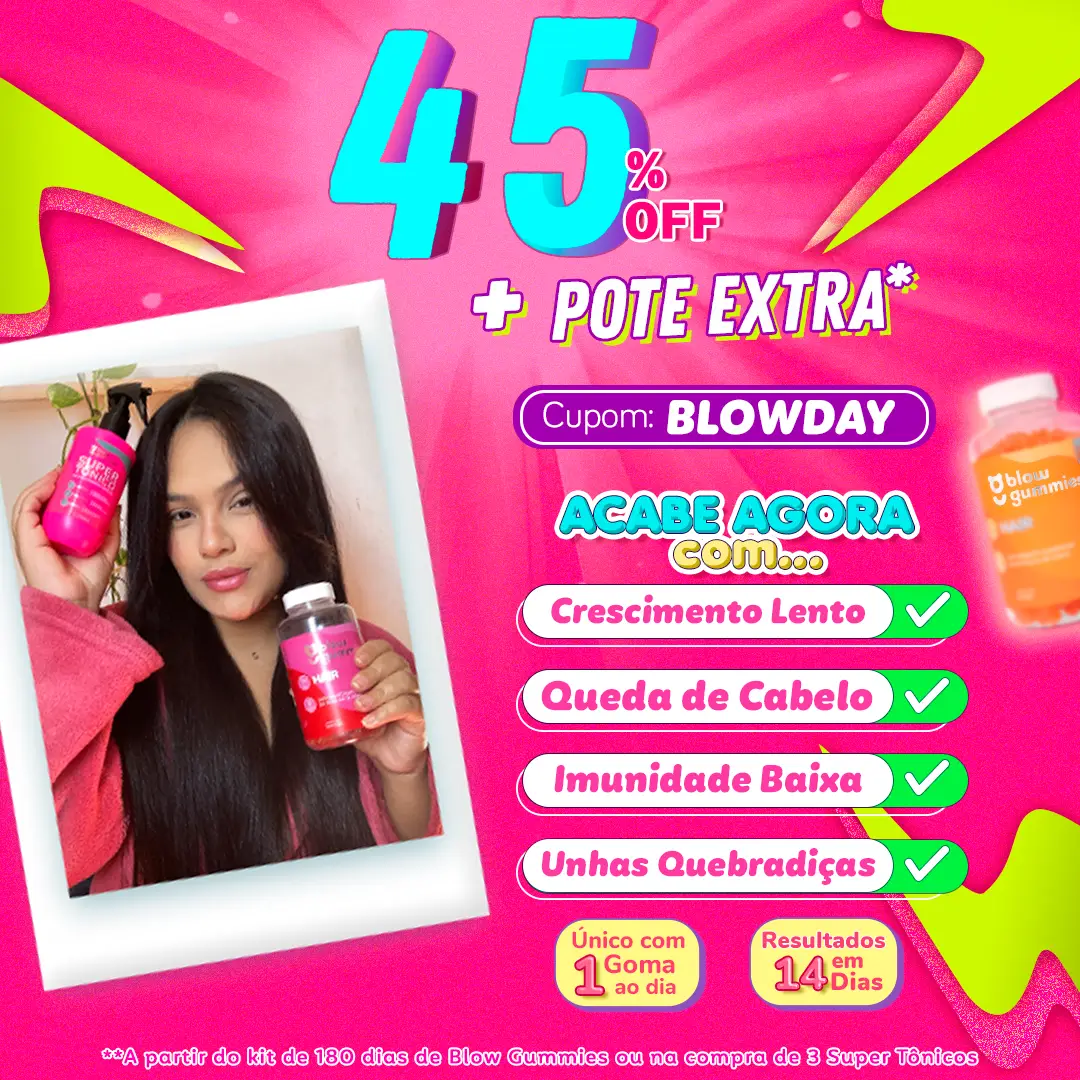 45
%
OFF
+ POTE EXTRA*
Cupom: BLOWDAY
ACABE AGORA
com...
Crescimento Lento
Queda de Cabelo
Imunidade Baixa
Unhas Quebradiças
Único com
1 Goma
ao dia
Resultados
14 em
Dias
SUPER
TÔNICO
blow
HAIR
blow
gummies
HAIR
**A partir do kit de 180 dias de Blow Gummies ou na compra de 3 Super Tônicos